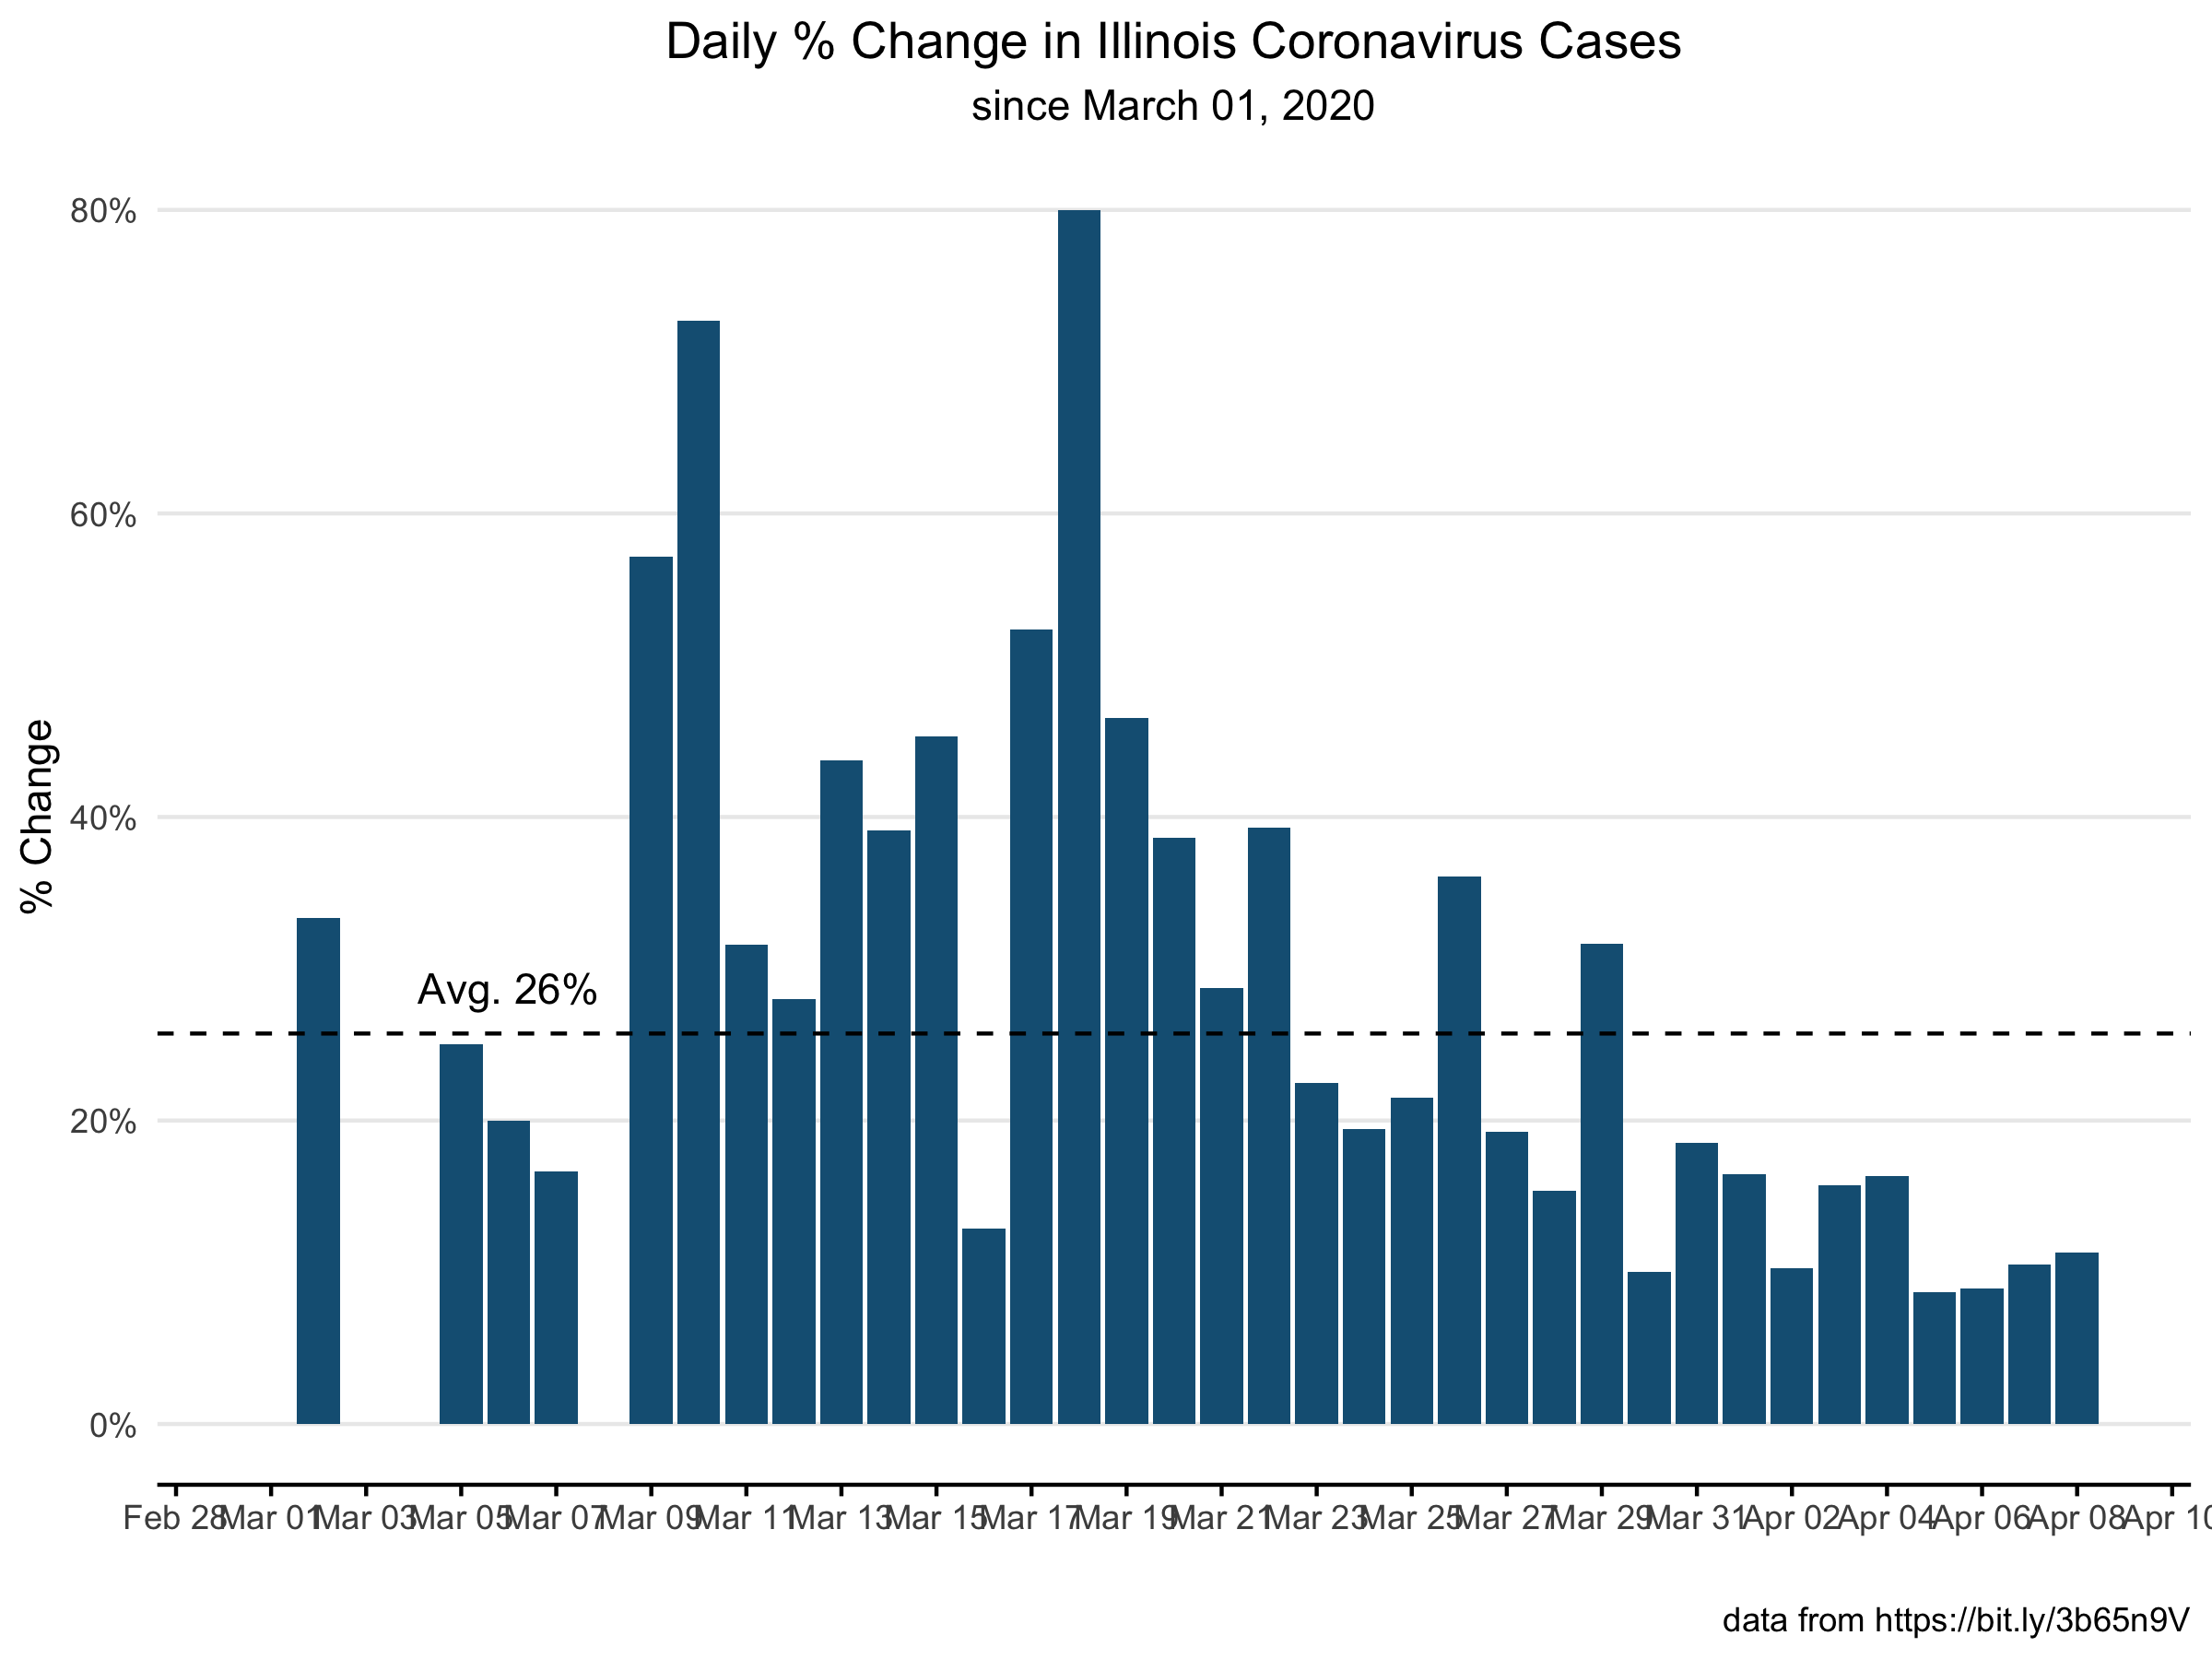 Daily % Change in Illinois Coronavirus Cases
since March 01, 2020
80%
60%
40%
20%
0%
% Change
Avg. 26%
Feb 28 Mar 01 Mar 03 Mar 05 Mar 07 Mar 09 Mar 11 Mar 13 Mar 15 Mar 17 Mar 19 Mar 21 Mar 23 Mar 25 Mar 27 Mar 29 Mar 31 Apr 02 Apr 04 Apr 06 Apr 08 Apr 10
data from https://bit.ly/3b65n9V